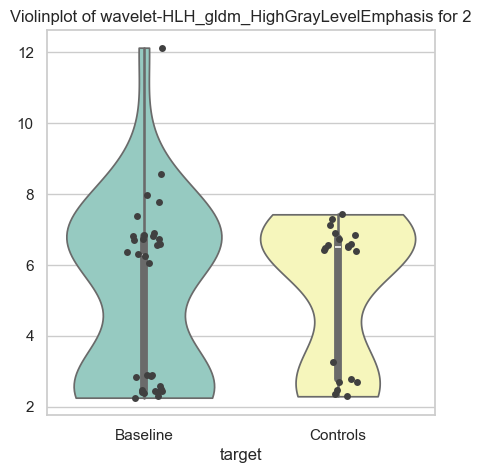 Violinplot of wavelet-HLH_gldm_HighGrayLevelEmphasis for 2
12
10
8
6
4
2
Baseline Controls
target